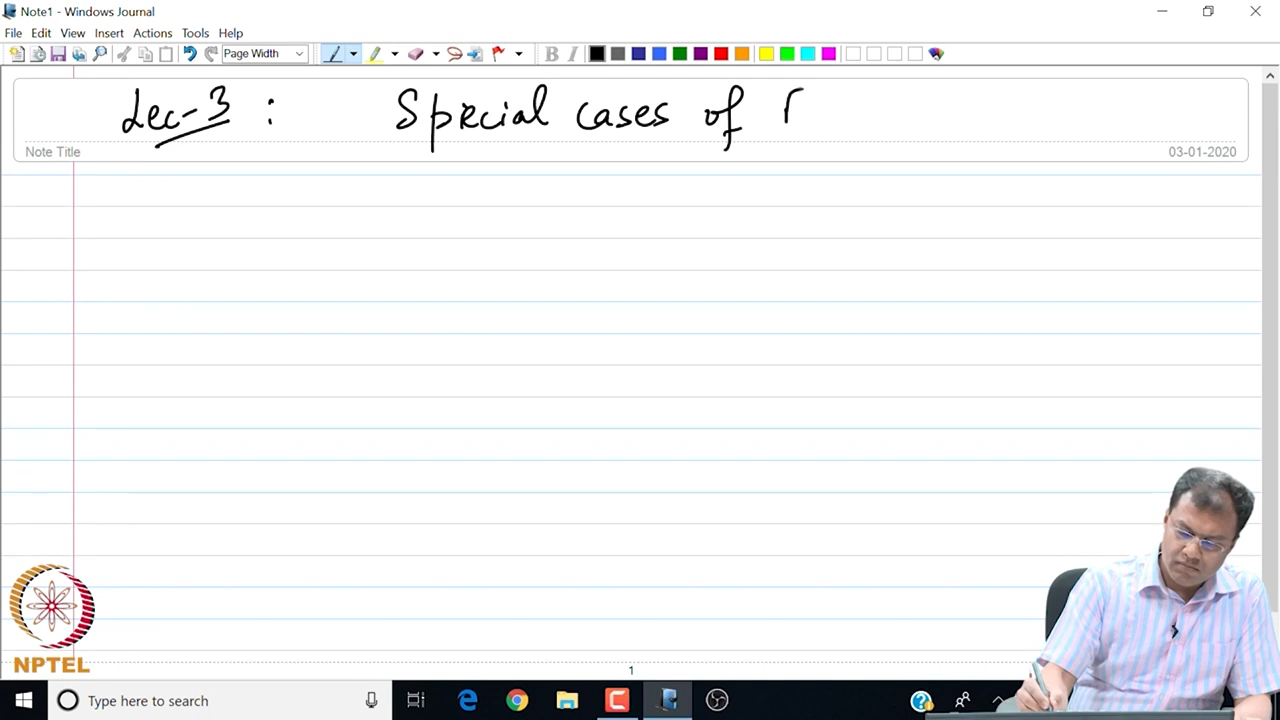 Note1 - Windows Journal
File Edit View Insert Actions Tools Help
Page Width B I
Lec-3 : Special cases of
Note Title 03-01-2020
NPTEL
1
Type here to search